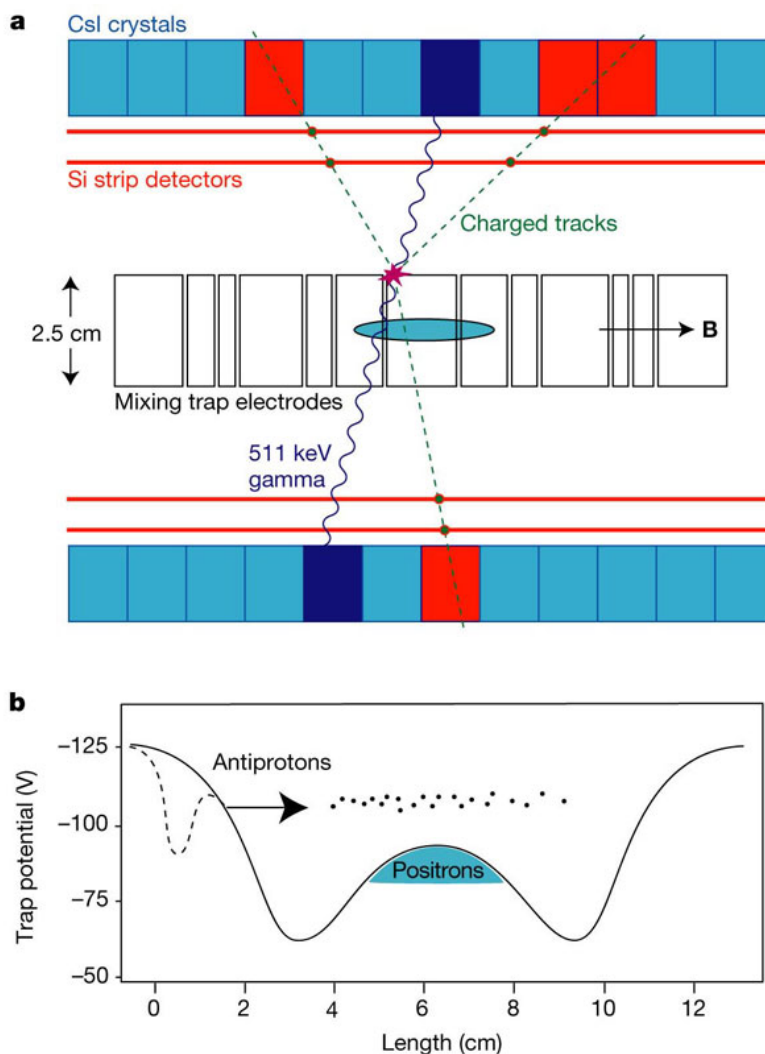 a
CsI crystals
Si strip detectors
Charged tracks
2.5 cm
B
Mixing trap electrodes
511 keV
gamma
b
Trap potential (V)
–125
–100
–75
–50
Antiprotons
Positrons
0 2 4 6 8 10 12
Length (cm)